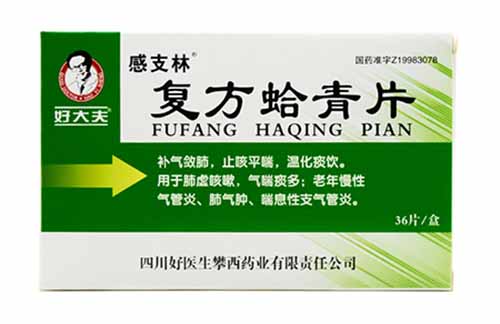 感支林®
国药准字Z19983078
好大夫
复方蛤青片
FUFANG HAQING PIAN
补气敛肺，止咳平喘，温化痰饮。
用于肺虚咳嗽，气喘痰多；老年慢性
气管炎、肺气肿、喘息性支气管炎。
36片/盒
四川好医生攀西药业有限责任公司